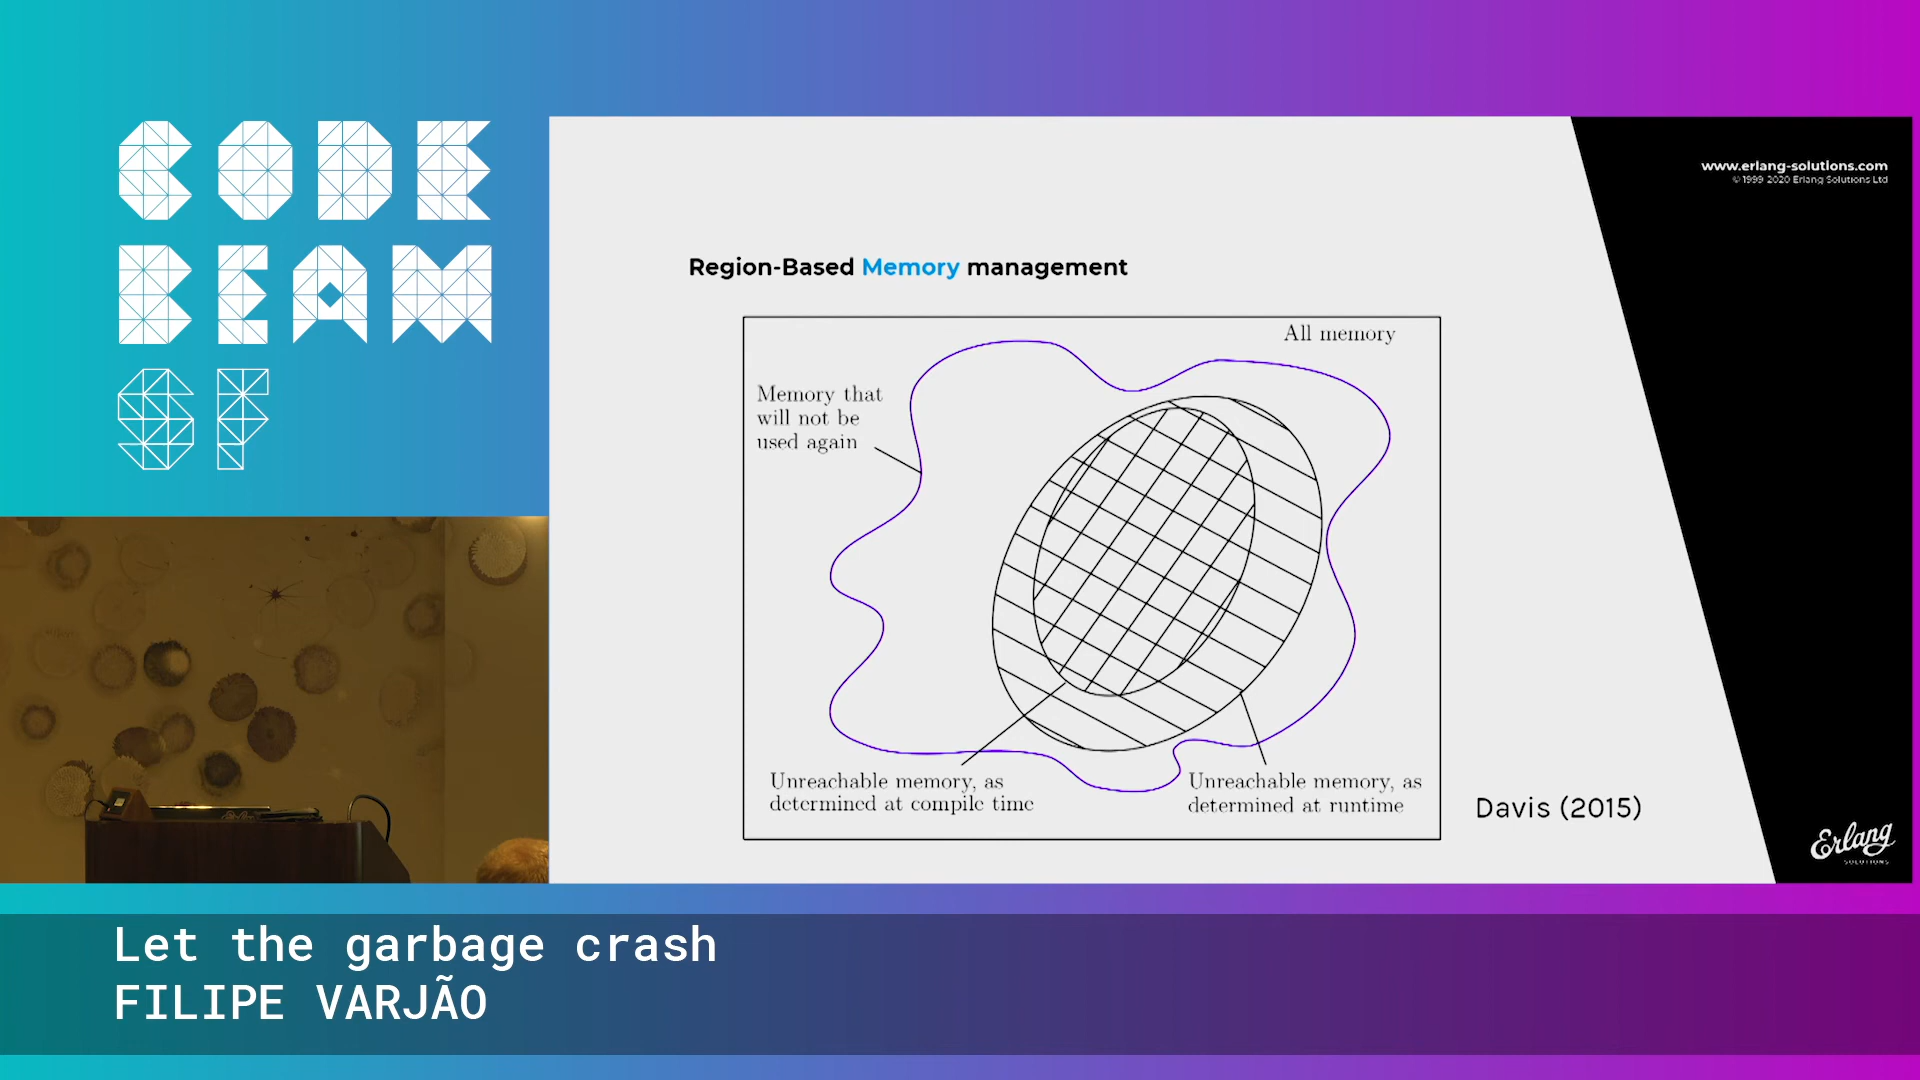 CODE
BEAM
SF
www.erlang-solutions.com
© 1999-2020 Erlang Solutions Ltd
Region-Based Memory management
All memory
Memory that
will not be
used again
Unreachable memory, as
determined at compile time
Unreachable memory, as
determined at runtime
Davis (2015)
Erlang
SOLUTIONS
Let the garbage crash
FILIPE VARJÃO